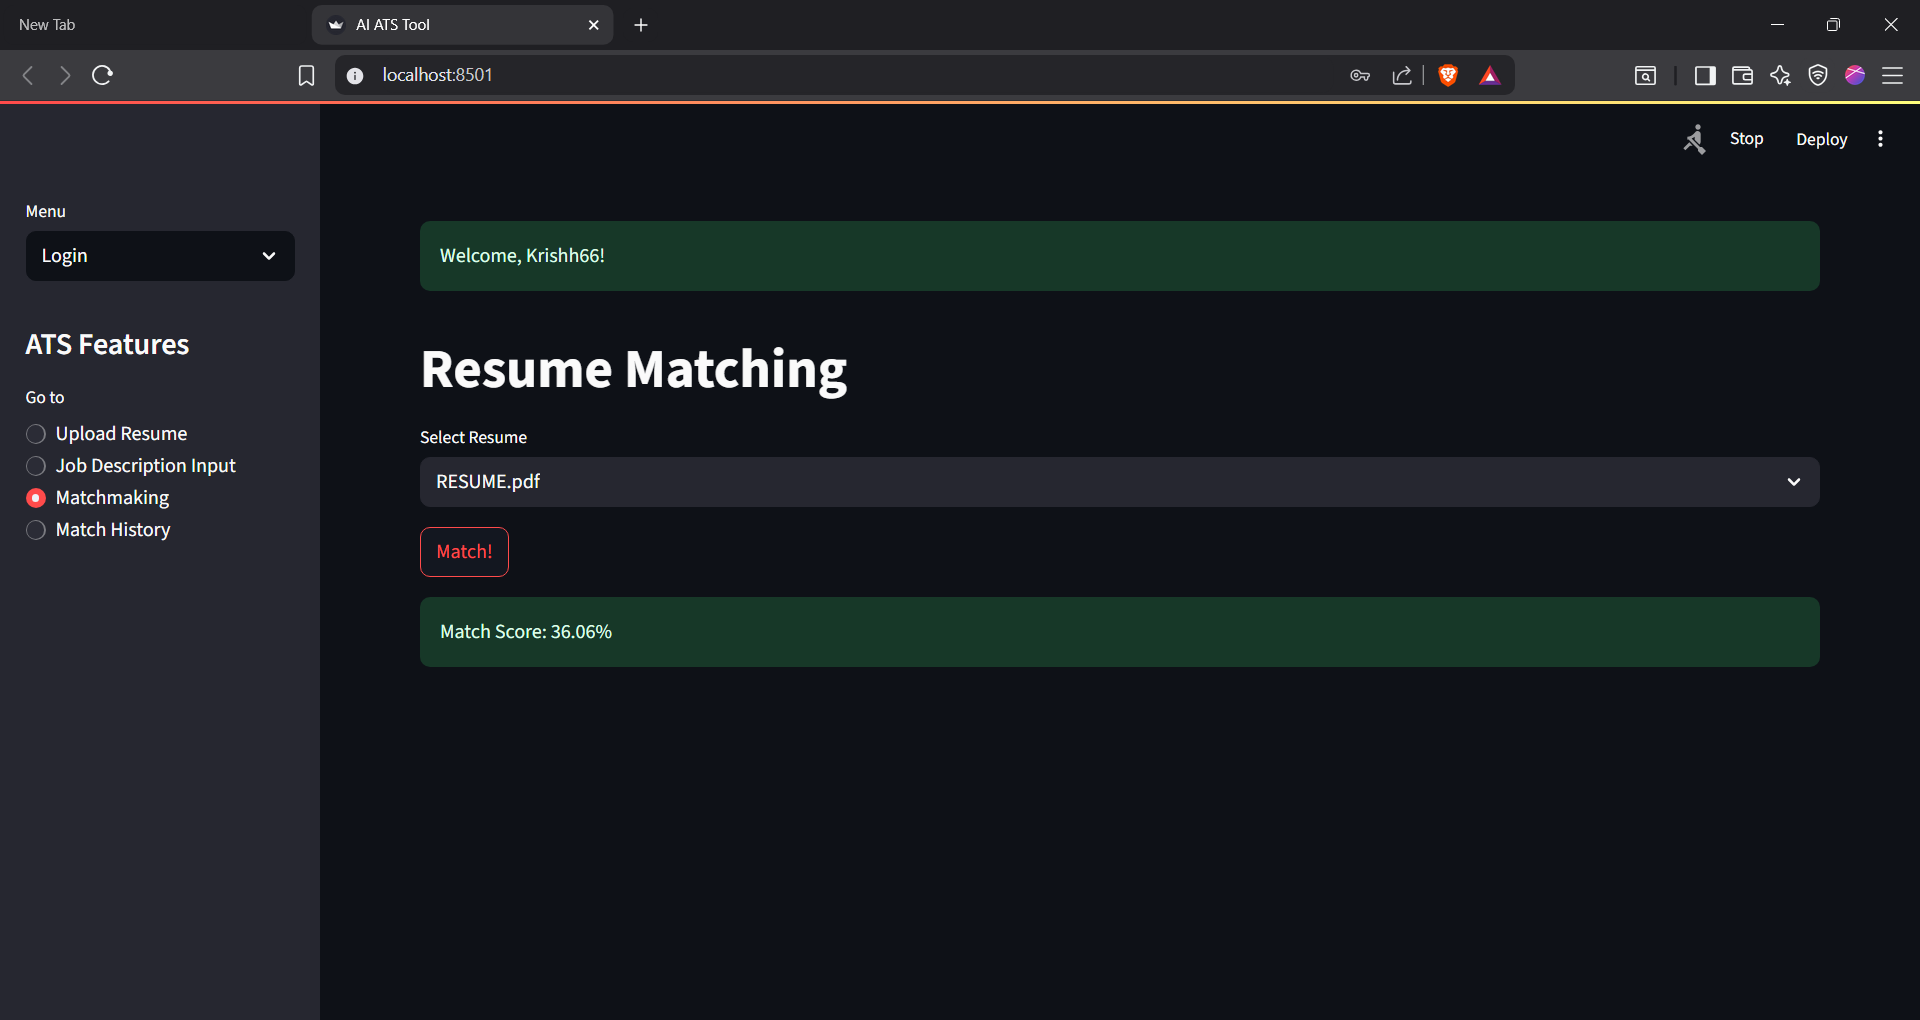 New Tab
AI ATS Tool
localhost:8501
Stop
Deploy
Menu
Login
ATS Features
Go to
Upload Resume
Job Description Input
Matchmaking
Match History
Welcome, Krishh66!
Resume Matching
Select Resume
RESUME.pdf
Match!
Match Score: 36.06%